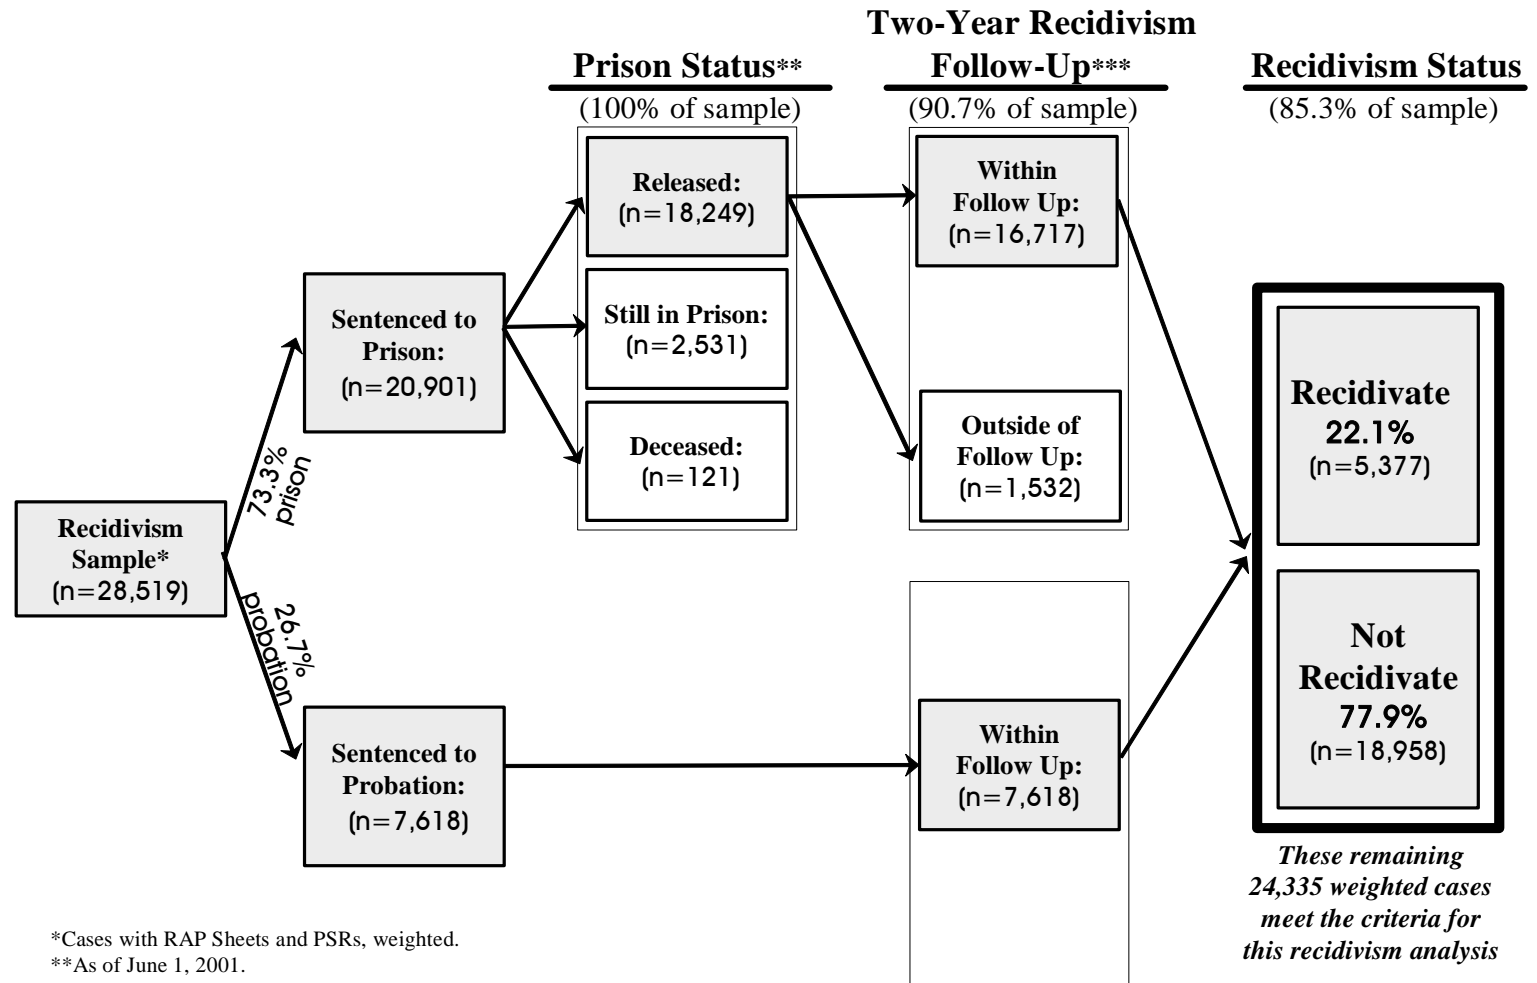 Two-Year Recidivism
Prison Status**
Follow-Up***
Recidivism Status
(100% of sample)
(90.7% of sample)
(85.3% of sample)
Released:
(n=18,249)
Still in Prison:
(n=2,531)
Deceased:
(n=121)
Within
Follow Up:
(n=16,717)
Outside of
Follow Up:
(n=1,532)
Sentenced to
Prison:
(n=20,901)
73.3%
prison
Recidivism
Sample*
(n=28,519)
26.7%
probation
Sentenced to
Probation:
(n=7,618)
Within
Follow Up:
(n=7,618)
Recidivate
22.1%
(n=5,377)
Not
Recidivate
77.9%
(n=18,958)
These remaining
24,335 weighted cases
meet the criteria for
this recidivism analysis
*Cases with RAP Sheets and PSRs, weighted.
**As of June 1, 2001.